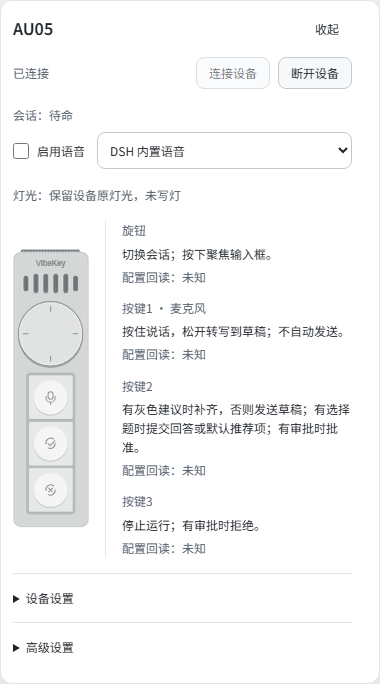 AU05
收起
已连接
连接设备
断开设备
会话：待命
启用语音
DSH 内置语音
灯光：保留设备原灯光，未写灯
VibeKey
旋钮
切换会话；按下聚焦输入框。
配置回读：未知
按键1 · 麦克风
按住说话，松开转写到草稿；不自动发送。
配置回读：未知
按键2
有灰色建议时补齐，否则发送草稿；有选择
题时提交回答或默认推荐项；有审批时批
准。
配置回读：未知
按键3
停止运行；有审批时拒绝。
配置回读：未知
设备设置
高级设置